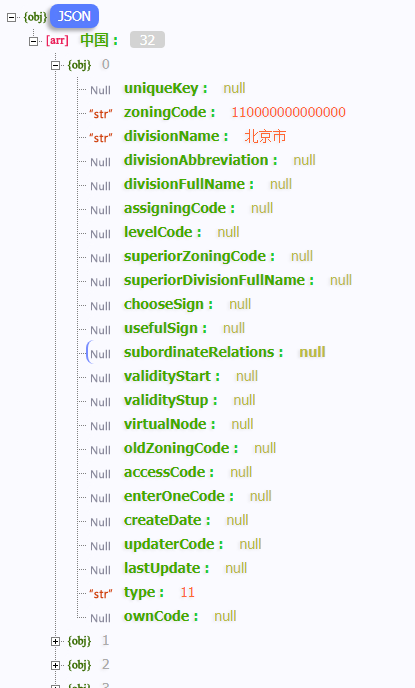 {obj} JSON
[arr] 中国 : 32
{obj} 0
Null uniqueKey : null
"str" zoningCode : 110000000000000
"str" divisionName : 北京市
Null divisionAbbreviation : null
Null divisionFullName : null
Null assigningCode : null
Null levelCode : null
Null superiorZoningCode : null
Null superiorDivisionFullName : null
Null chooseSign : null
Null usefulSign : null
Null subordinateRelations : null
Null validityStart : null
Null validityStup : null
Null virtualNode : null
Null oldZoningCode : null
Null accessCode : null
Null enterOneCode : null
Null createDate : null
Null updaterCode : null
Null lastUpdate : null
"str" type : 11
Null ownCode : null
{obj} 1
{obj} 2